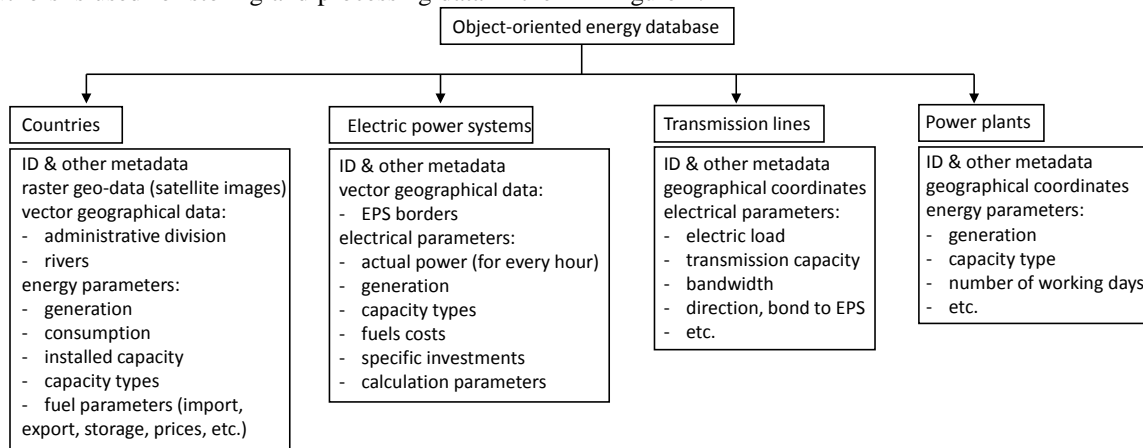 Object-oriented energy database
Countries
ID & other metadata
raster geo-data (satellite images)
vector geographical data:
- administrative division
- rivers
energy parameters:
- generation
- consumption
- installed capacity
- capacity types
- fuel parameters (import,
export, storage, prices, etc.)
Electric power systems
ID & other metadata
vector geographical data:
- EPS borders
electrical parameters:
- actual power (for every hour)
- generation
- capacity types
- fuels costs
- specific investments
- calculation parameters
Transmission lines
ID & other metadata
geographical coordinates
electrical parameters:
- electric load
- transmission capacity
- bandwidth
- direction, bond to EPS
- etc.
Power plants
ID & other metadata
geographical coordinates
energy parameters:
- generation
- capacity type
- number of working days
- etc.